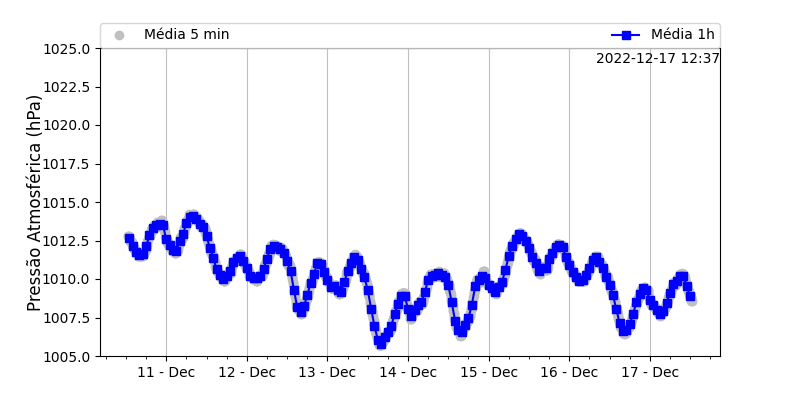 Média 5 min
Média 1h
2022-12-17 12:37
Pressão Atmosférica (hPa)
1025.0
1022.5
1020.0
1017.5
1015.0
1012.5
1010.0
1007.5
1005.0
11 - Dec
12 - Dec
13 - Dec
14 - Dec
15 - Dec
16 - Dec
17 - Dec